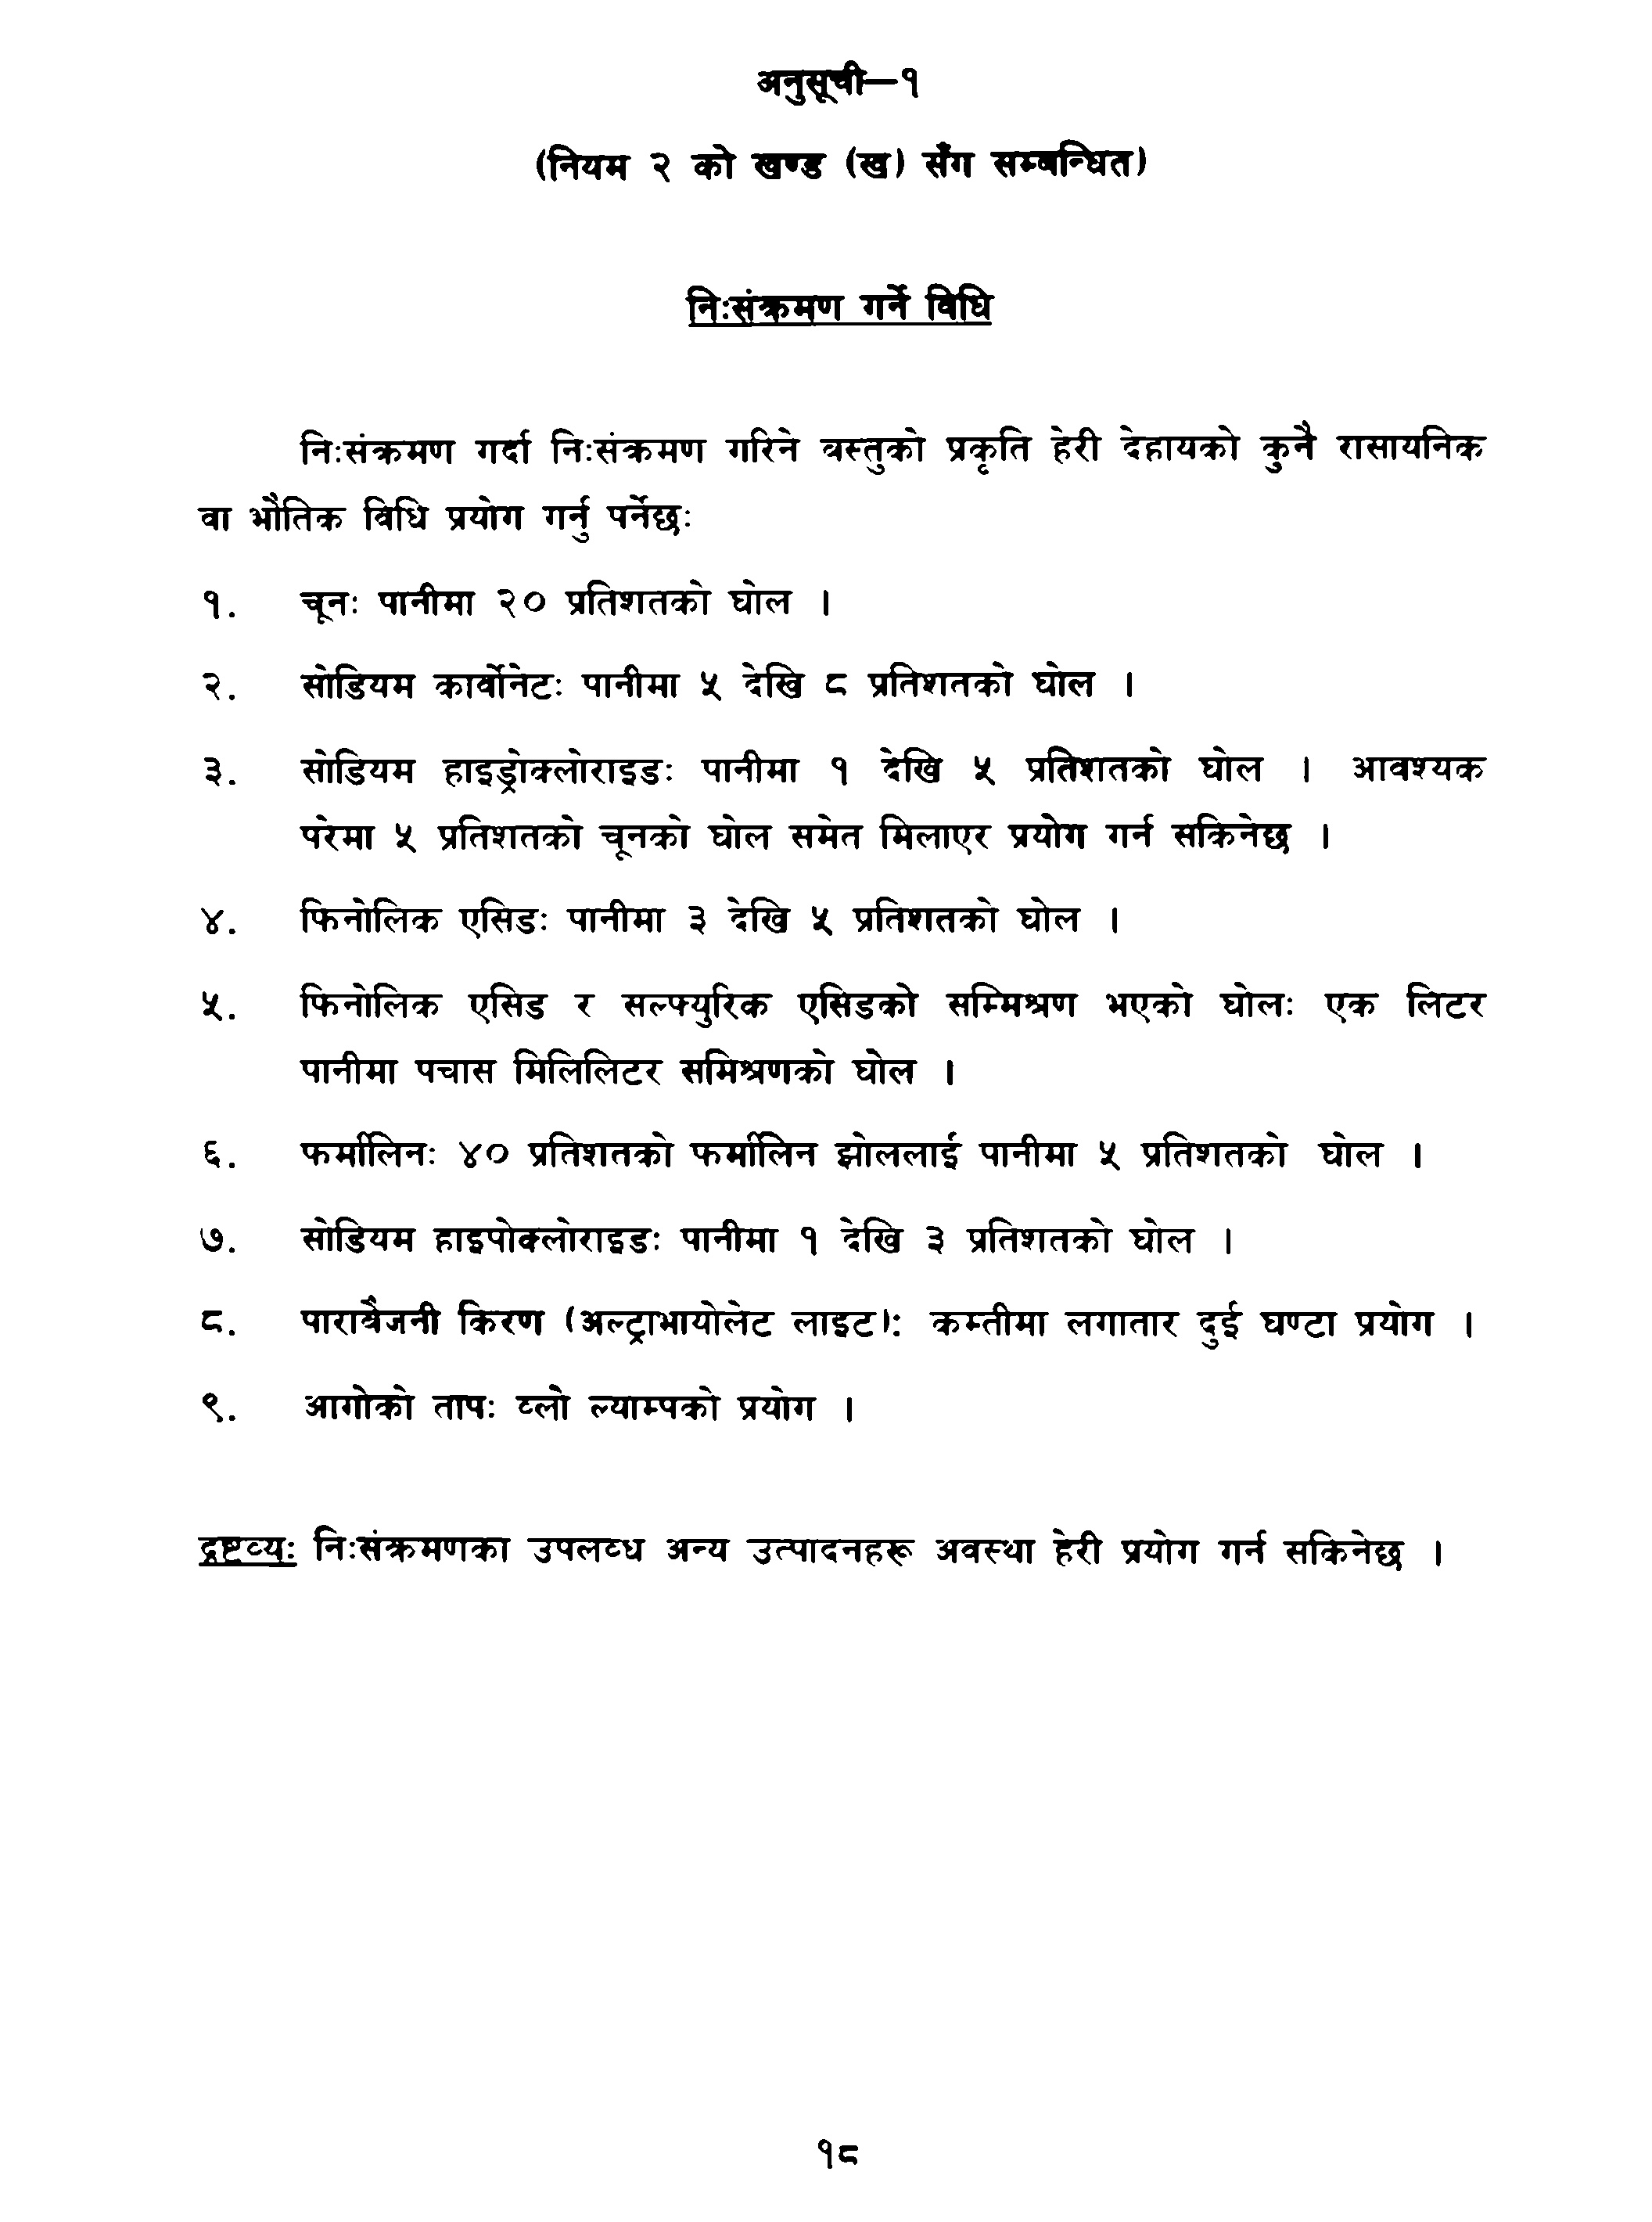 अनुसूची—१
(नियम २ को खण्ड (ख) सँग सम्बन्धित)
निःसंक्रमण गर्ने विधि
निःसंक्रमण गर्दा निःसंक्रमण गरिने वस्तुको प्रकृति हेरी देहायको कुनै रासायनिक
वा भौतिक विधि प्रयोग गर्नु पर्नेछः
१. चूनः पानीमा २० प्रतिशतको घोल ।
२. सोडियम कार्वोनेटः पानीमा ५ देखि ८ प्रतिशतको घोल ।
३. सोडियम हाइड्रोक्लोराइडः पानीमा १ देखि ५ प्रतिशतको घोल । आवश्यक
परेमा ५ प्रतिशतको चूनको घोल समेत मिलाएर प्रयोग गर्न सकिनेछ ।
४. फिनोलिक एसिडः पानीमा ३ देखि ५ प्रतिशतको घोल ।
५. फिनोलिक एसिड र सल्फ्युरिक एसिडको सम्मिश्रण भएको घोलः एक लिटर
पानीमा पचास मिलिलिटर समिश्रणको घोल ।
६. फर्मालिनः ४० प्रतिशतको फर्मालिन झोललाई पानीमा ५ प्रतिशतको घोल ।
७. सोडियम हाइपोक्लोराइडः पानीमा १ देखि ३ प्रतिशतको घोल ।
८. पारावैजनी किरण (अल्ट्राभायोलेट लाइट): कम्तीमा लगातार दुई घण्टा प्रयोग ।
९. आगोको तापः व्लो ल्याम्पको प्रयोग ।
द्रष्टव्यः निःसंक्रमणका उपलव्ध अन्य उत्पादनहरू अवस्था हेरी प्रयोग गर्न सकिनेछ ।
१८